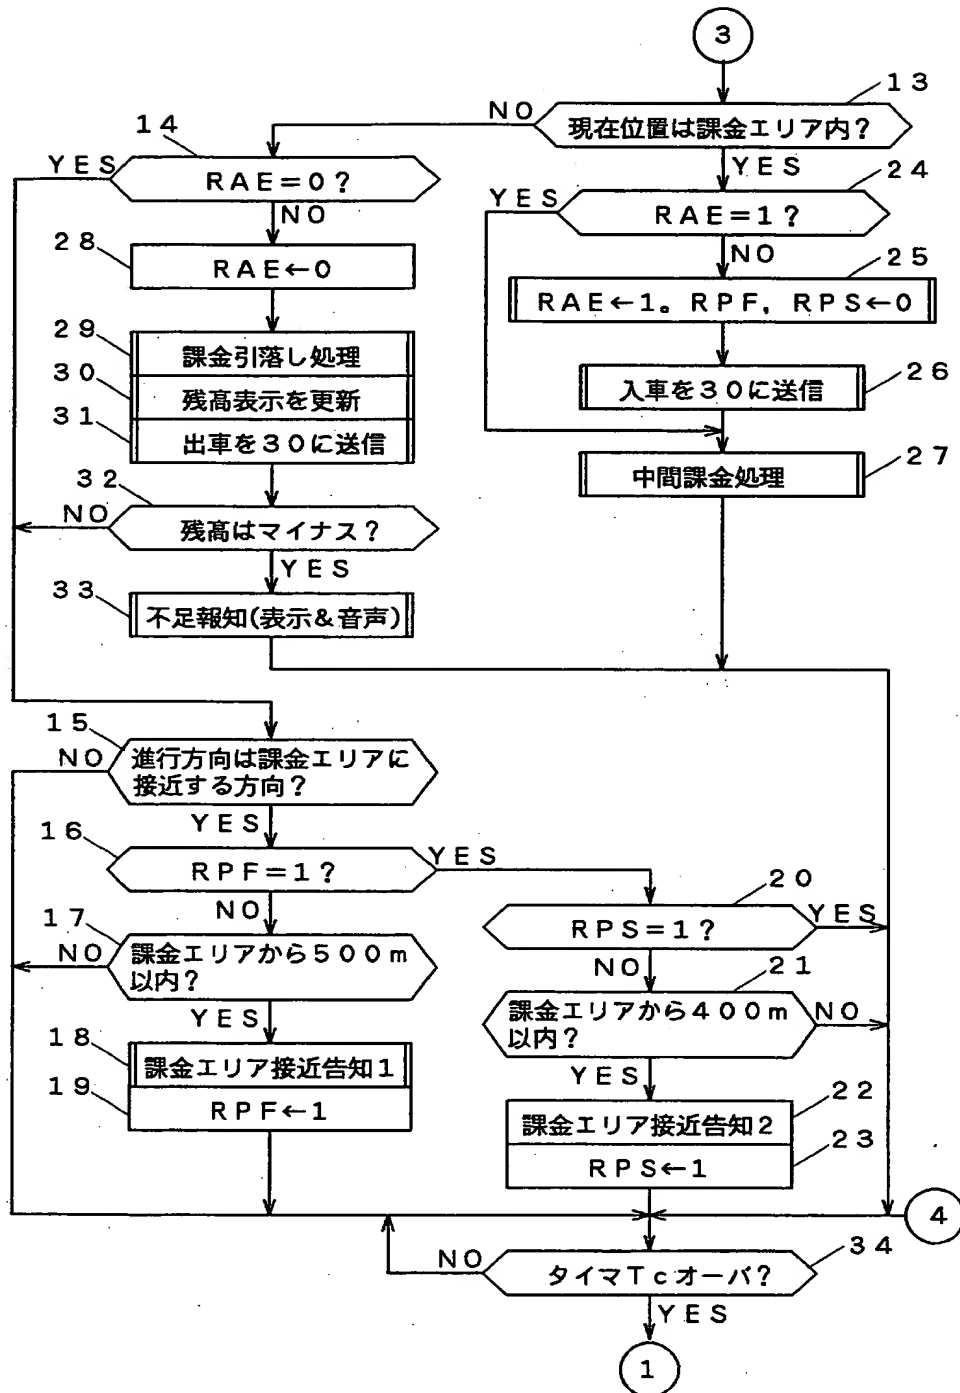 3
13
現在位置は課金エリア内?
NO
YES
14
RAE=0?
YES
NO
24
RAE=1?
YES
NO
28
RAE←0
25
RAE←1。RPF, RPS←0
29
課金引落し処理
30
残高表示を更新
31
出車を30に送信
26
入車を30に送信
27
中間課金処理
32
残高はマイナス?
NO
YES
33
不足報知(表示&音声)
15
進行方向は課金エリアに
接近する方向?
NO
YES
16
RPF=1?
YES
NO
20
RPS=1?
YES
NO
17
課金エリアから500m
以内?
NO
YES
21
課金エリアから400m
以内?
NO
YES
18
課金エリア接近告知1
19
RPF←1
22
課金エリア接近告知2
23
RPS←1
4
34
タイマTcオーバ?
NO
YES
1